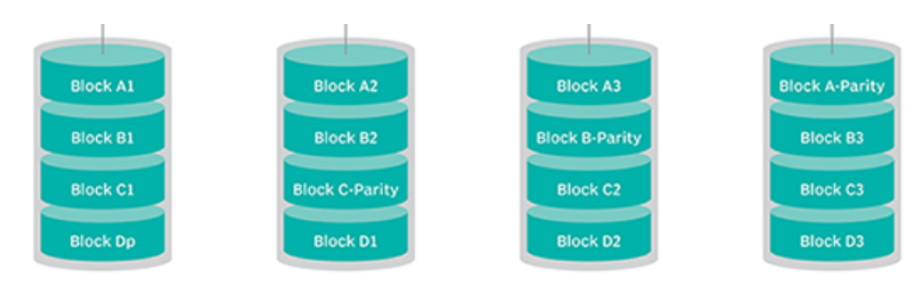 Block A1
Block A2
Block A3
Block A-Parity
Block B1
Block B2
Block B-Parity
Block B3
Block C1
Block C-Parity
Block C2
Block C3
Block Dp
Block D1
Block D2
Block D3